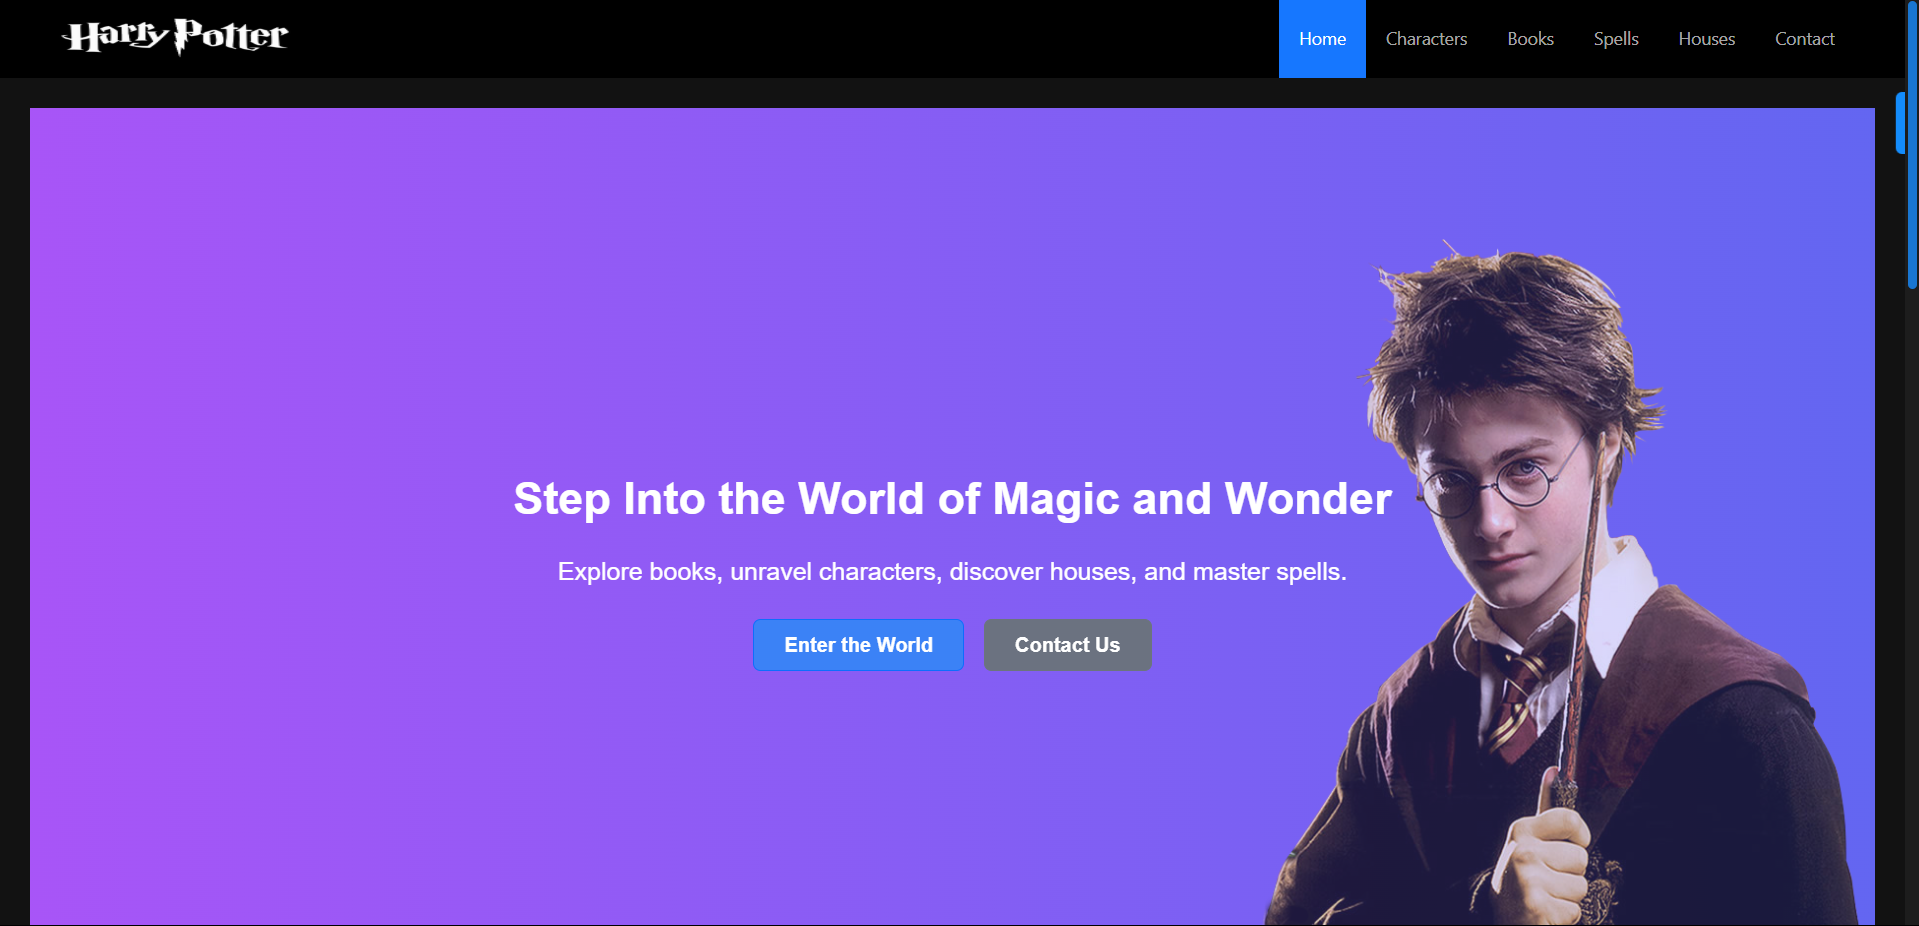 Harry Potter
Home Characters Books Spells Houses Contact
Step Into the World of Magic and Wonder
Explore books, unravel characters, discover houses, and master spells.
Enter the World Contact Us